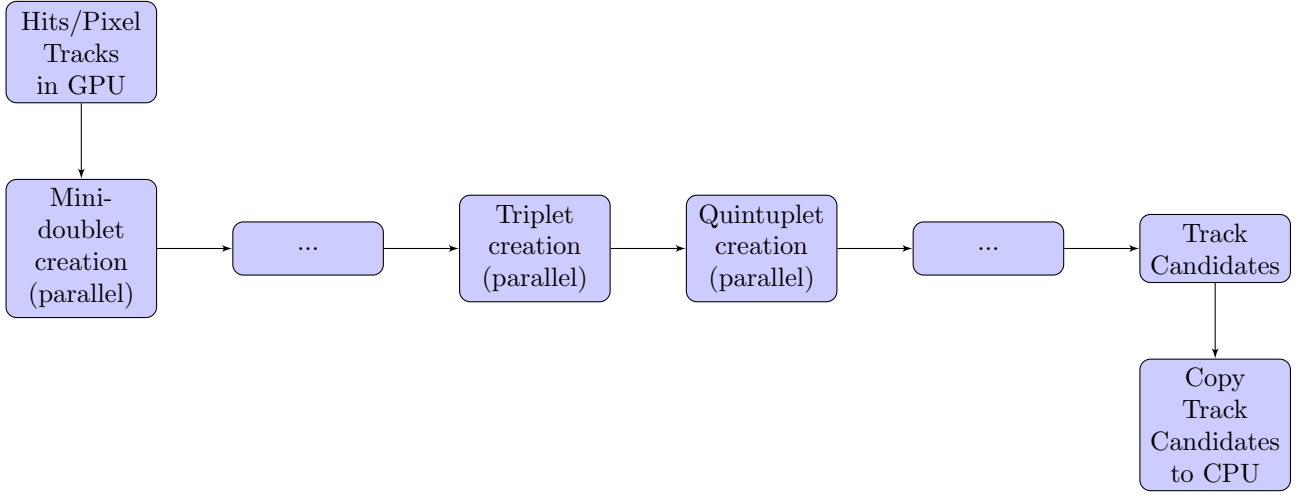 Hits/Pixel
Tracks
in GPU
Mini-
doublet
creation
(parallel)
...
Triplet
creation
(parallel)
Quintuplet
creation
(parallel)
...
Track
Candidates
Copy
Track
Candidates
to CPU